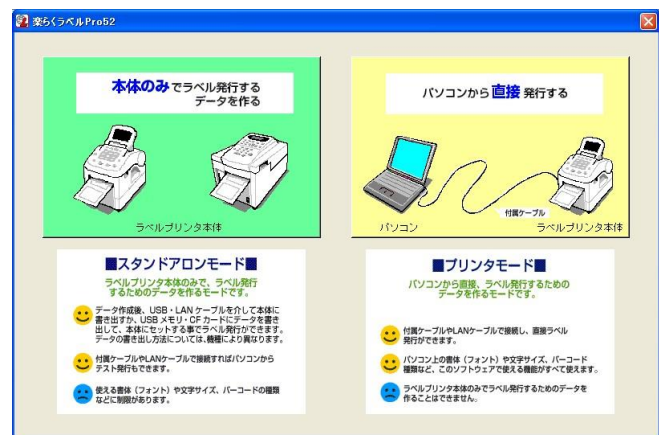 楽らくラベルPro52
本体のみでラベル発行する
データを作る
ラベルプリンタ本体
パソコンから直接発行する
付属ケーブル
パソコン
ラベルプリンタ本体
■スタンドアロンモード■
ラベルプリンタ本体のみで、ラベル発行
するためのデータを作るモードです。
データ作成後、USB・LAN ケーブルを介して本体に
書き出すか、USB メモリ・CF カードにデータを書き
出して、本体にセットする事でラベル発行ができます。
データの書き出し方法については、機種により異なります。
付属ケーブルやLANケーブルで接続すればパソコンから
テスト発行もできます。
使える書体（フォント）や文字サイズ、バーコードの種類
などに制限があります。
■プリンタモード■
パソコンから直接、ラベル発行するための
データを作るモードです。
付属ケーブルやLANケーブルで接続し、直接ラベル
発行ができます。
パソコン上の書体（フォント）や文字サイズ、バーコード
種類など、このソフトウェアで使える機能がすべて使えます。
ラベルプリンタ本体のみでラベル発行するためのデータを
作ることはできません。